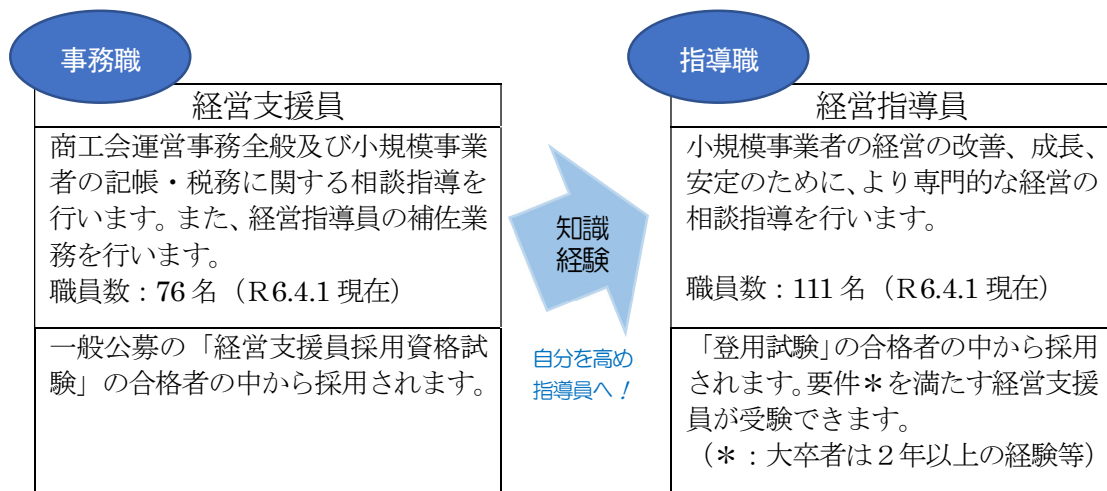 事務職
経営支援員
商工会運営事務全般及び小規模事業
者の記帳・税務に関する相談指導を
行います。また、経営指導員の補佐業
務を行います。
職員数：76 名（R6.4.1 現在）
一般公募の「経営支援員採用資格試
験」の合格者の中から採用されます。
知識
経験
自分を高め
指導員へ！
指導職
経営指導員
小規模事業者の経営の改善、成長、
安定のために、より専門的な経営の
相談指導を行います。
職員数：111 名（R6.4.1 現在）
「登用試験」の合格者の中から採用
されます。要件＊を満たす経営支援
員が受験できます。
（＊：大卒者は２年以上の経験等）